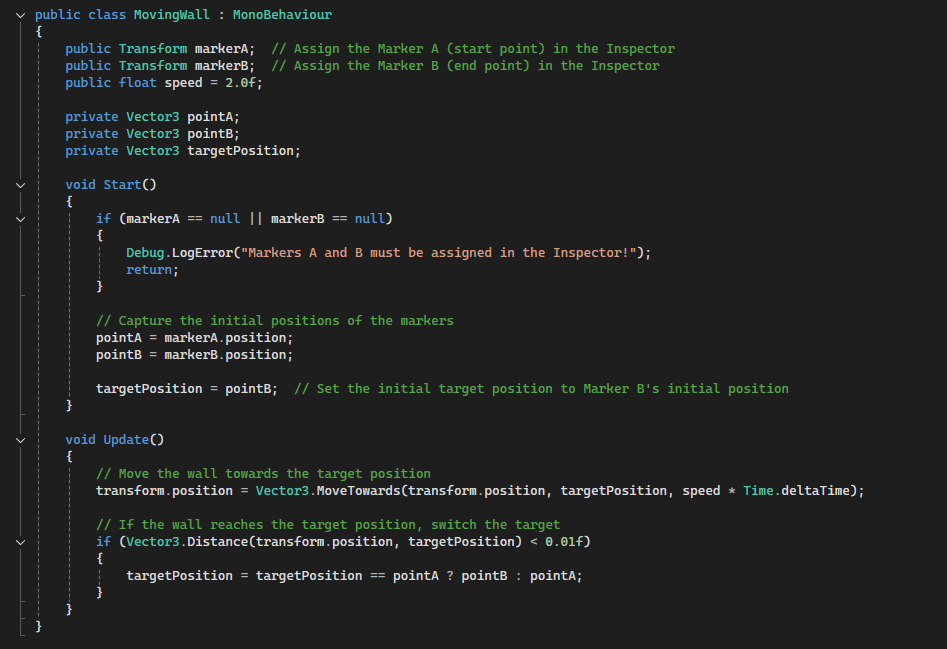 public class MovingWall : MonoBehaviour
{
    public Transform markerA;  // Assign the Marker A (start point) in the Inspector
    public Transform markerB;  // Assign the Marker B (end point) in the Inspector
    public float speed = 2.0f;

    private Vector3 pointA;
    private Vector3 pointB;
    private Vector3 targetPosition;

    void Start()
    {
        if (markerA == null || markerB == null)
        {
            Debug.LogError("Markers A and B must be assigned in the Inspector!");
            return;
        }

        // Capture the initial positions of the markers
        pointA = markerA.position;
        pointB = markerB.position;

        targetPosition = pointB;  // Set the initial target position to Marker B's initial position
    }

    void Update()
    {
        // Move the wall towards the target position
        transform.position = Vector3.MoveTowards(transform.position, targetPosition, speed * Time.deltaTime);

        // If the wall reaches the target position, switch the target
        if (Vector3.Distance(transform.position, targetPosition) < 0.01f)
        {
            targetPosition = targetPosition == pointA ? pointB : pointA;
        }
    }
}